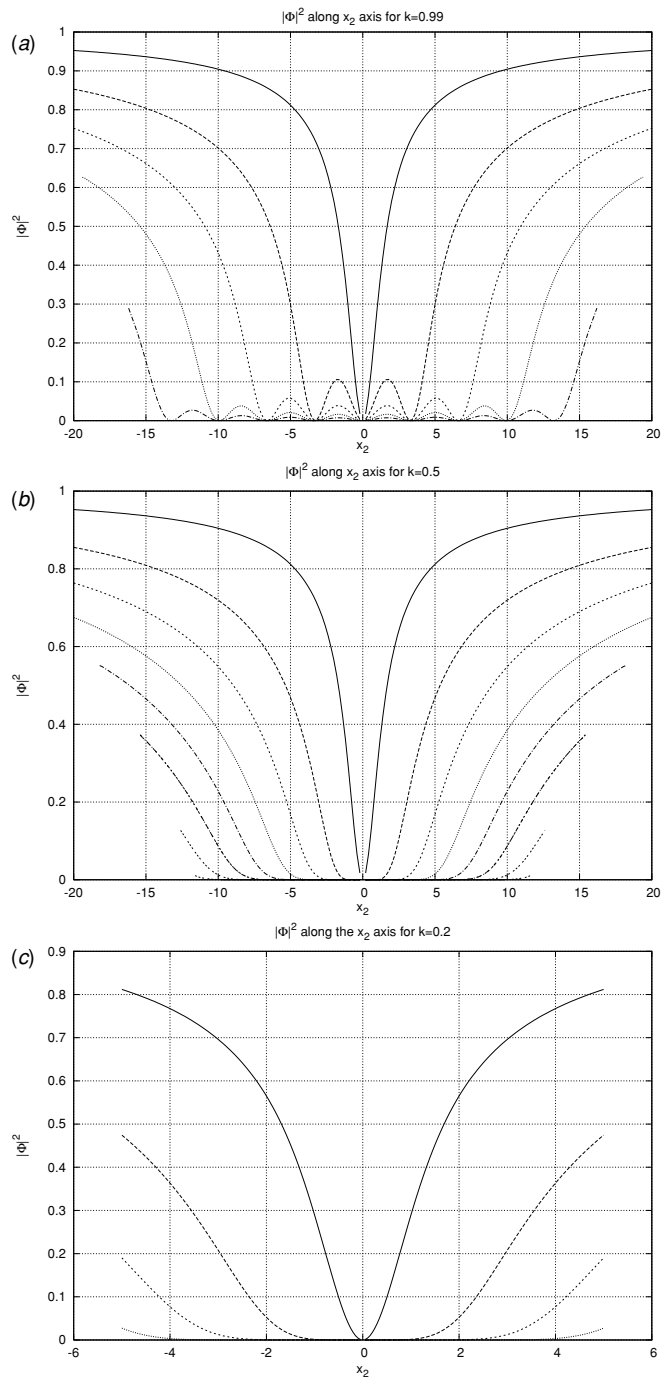 |Φ|² along x₂ axis for k=0.99
(a)
1
0.9
0.8
0.7
0.6
0.5
0.4
0.3
0.2
0.1
0
|Φ|²
-20 -15 -10 -5 0 5 10 15 20
x₂
|Φ|² along x₂ axis for k=0.5
(b)
1
0.8
0.6
0.4
0.2
0
|Φ|²
-20 -15 -10 -5 0 5 10 15 20
x₂
|Φ|² along the x₂ axis for k=0.2
(c)
0.9
0.8
0.7
0.6
0.5
0.4
0.3
0.2
0.1
0
|Φ|²
-6 -4 -2 0 2 4 6
x₂